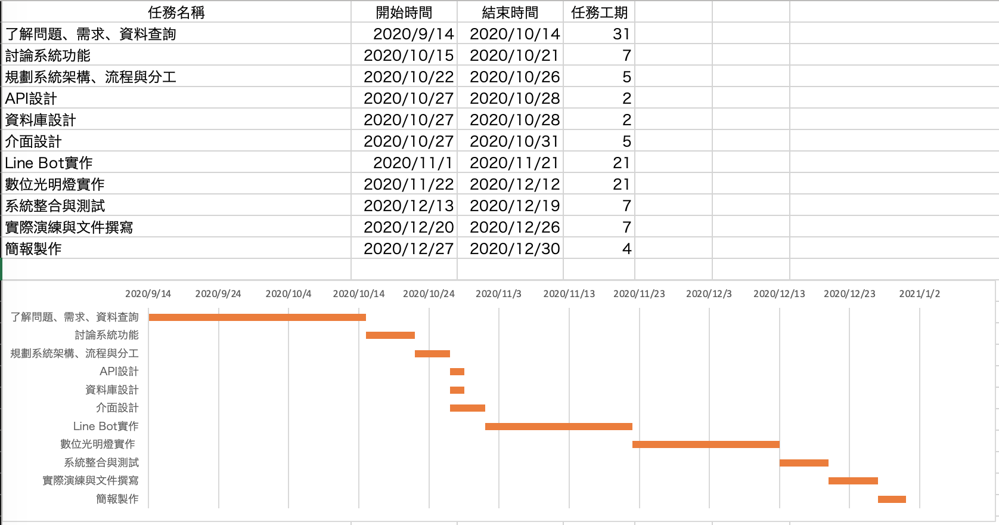 任務名稱 開始時間 結束時間 任務工期
了解問題、需求、資料查詢 2020/9/14 2020/10/14 31
討論系統功能 2020/10/15 2020/10/21 7
規劃系統架構、流程與分工 2020/10/22 2020/10/26 5
API設計 2020/10/27 2020/10/28 2
資料庫設計 2020/10/27 2020/10/28 2
介面設計 2020/10/27 2020/10/31 5
Line Bot實作 2020/11/1 2020/11/21 21
數位光明燈實作 2020/11/22 2020/12/12 21
系統整合與測試 2020/12/13 2020/12/19 7
實際演練與文件撰寫 2020/12/20 2020/12/26 7
簡報製作 2020/12/27 2020/12/30 4
2020/9/14 2020/9/24 2020/10/4 2020/10/14 2020/10/24 2020/11/3 2020/11/13 2020/11/23 2020/12/3 2020/12/13 2020/12/23 2021/1/2
了解問題、需求、資料查詢
討論系統功能
規劃系統架構、流程與分工
API設計
資料庫設計
介面設計
Line Bot實作
數位光明燈實作
系統整合與測試
實際演練與文件撰寫
簡報製作